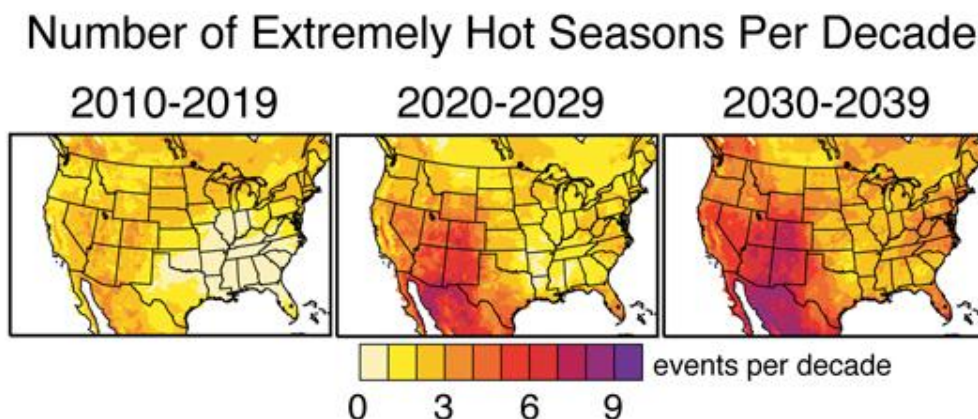 Number of Extremely Hot Seasons Per Decade
2010-2019 2020-2029 2030-2039
events per decade
0 3 6 9